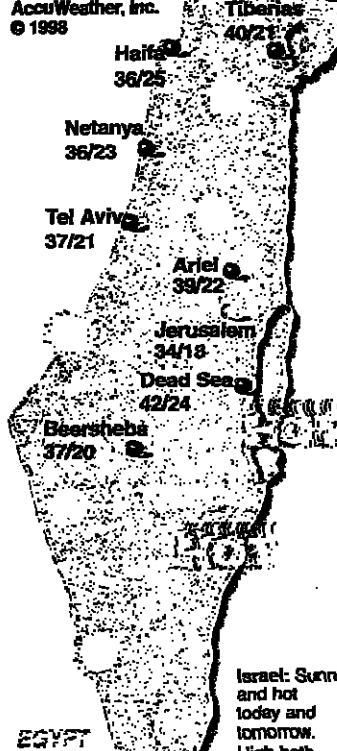 AccuWeather, Inc.
© 1998
Tiberias
40/21
Haifa
36/25
Netanya
36/23
Tel Aviv
37/21
Ariel
39/22
Jerusalem
34/18
Dead Sea
42/24
Beersheba
37/20
Israel: Sunn
and hot
today and
tomorrow.
EGYPT